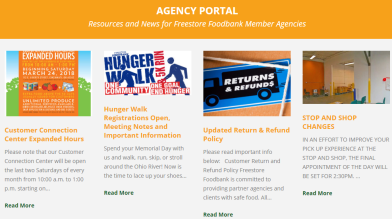 AGENCY PORTAL
Resources and News for Freestore Foodbank Member Agencies
EXPANDED HOURS
BEGINNING SATURDAY
MARCH 24, 2018
UNLIMITED PRODUCE
Customer Connection
Center Expanded Hours
Please note that our Customer
Connection Center will be open
the last two Saturdays of every
month from 10:00 a.m. to 1:00
p.m. starting on...
Read More
HUNGER
WALK
5K RUN
ONE COMMUNITY
ONE GOAL
END HUNGER
Hunger Walk
Registrations Open,
Meeting Notes and
Important Information
Spend your Memorial Day with
us and walk, run, skip, or stroll
around the Ohio River! Now is
the time to lace up your shoes...
Read More
RETURNS
& REFUNDS
Updated Return & Refund
Policy
Please read important info
below: Customer Return and
Refund Policy Freestore
Foodbank is committed to
providing partner agencies and
clients with safe food. All...
Read More
STOP AND SHOP
CHANGES
IN AN EFFORT TO IMPROVE YOUR
PICK UP EXPERIENCE AT THE
STOP AND SHOP, THE FINAL
APPOINTMENT OF THE DAY WILL
BE SET FOR 2:30PM. ...
Read More